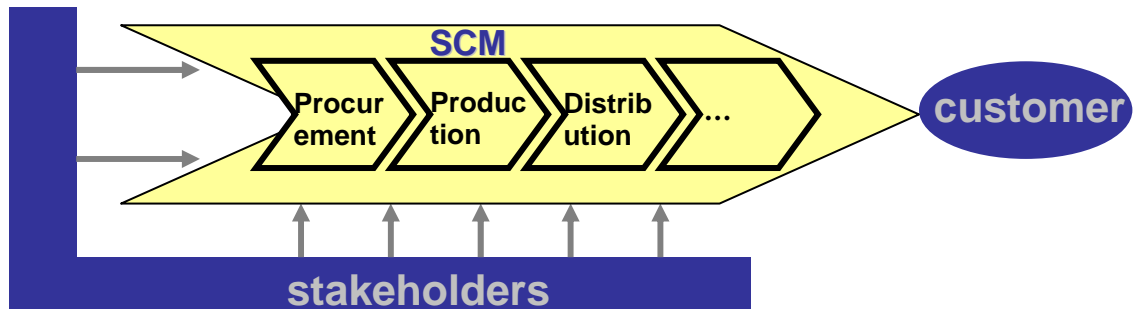 SCM
Procur
ement
Produc
tion
Distrib
ution
...
customer
stakeholders